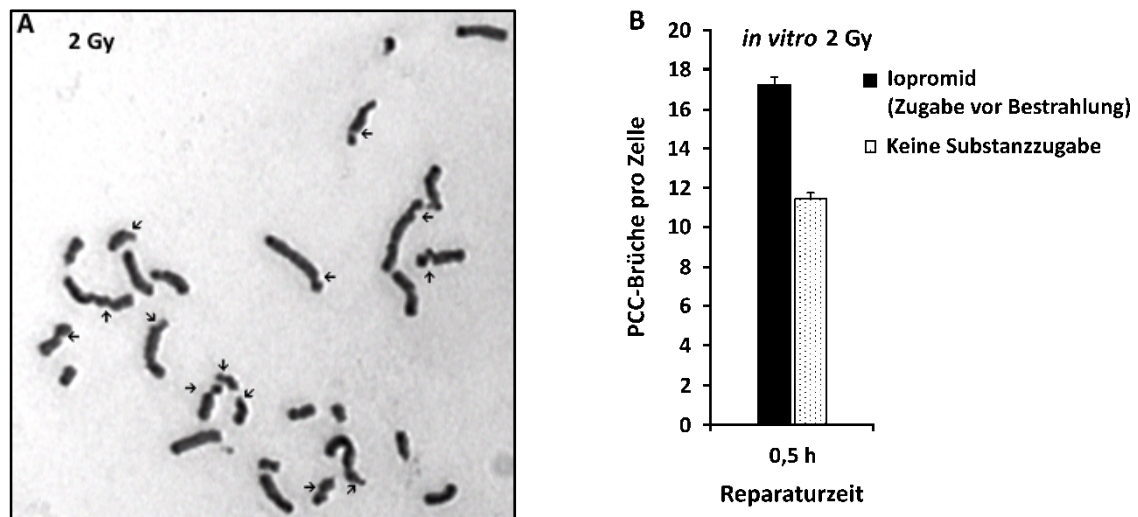 A
2 Gy
B
in vitro 2 Gy
Iopromid
(Zugabe vor Bestrahlung)
Keine Substanzzugabe
PCC-Brüche pro Zelle
20
18
16
14
12
10
8
6
4
2
0
0,5 h
Reparaturzeit